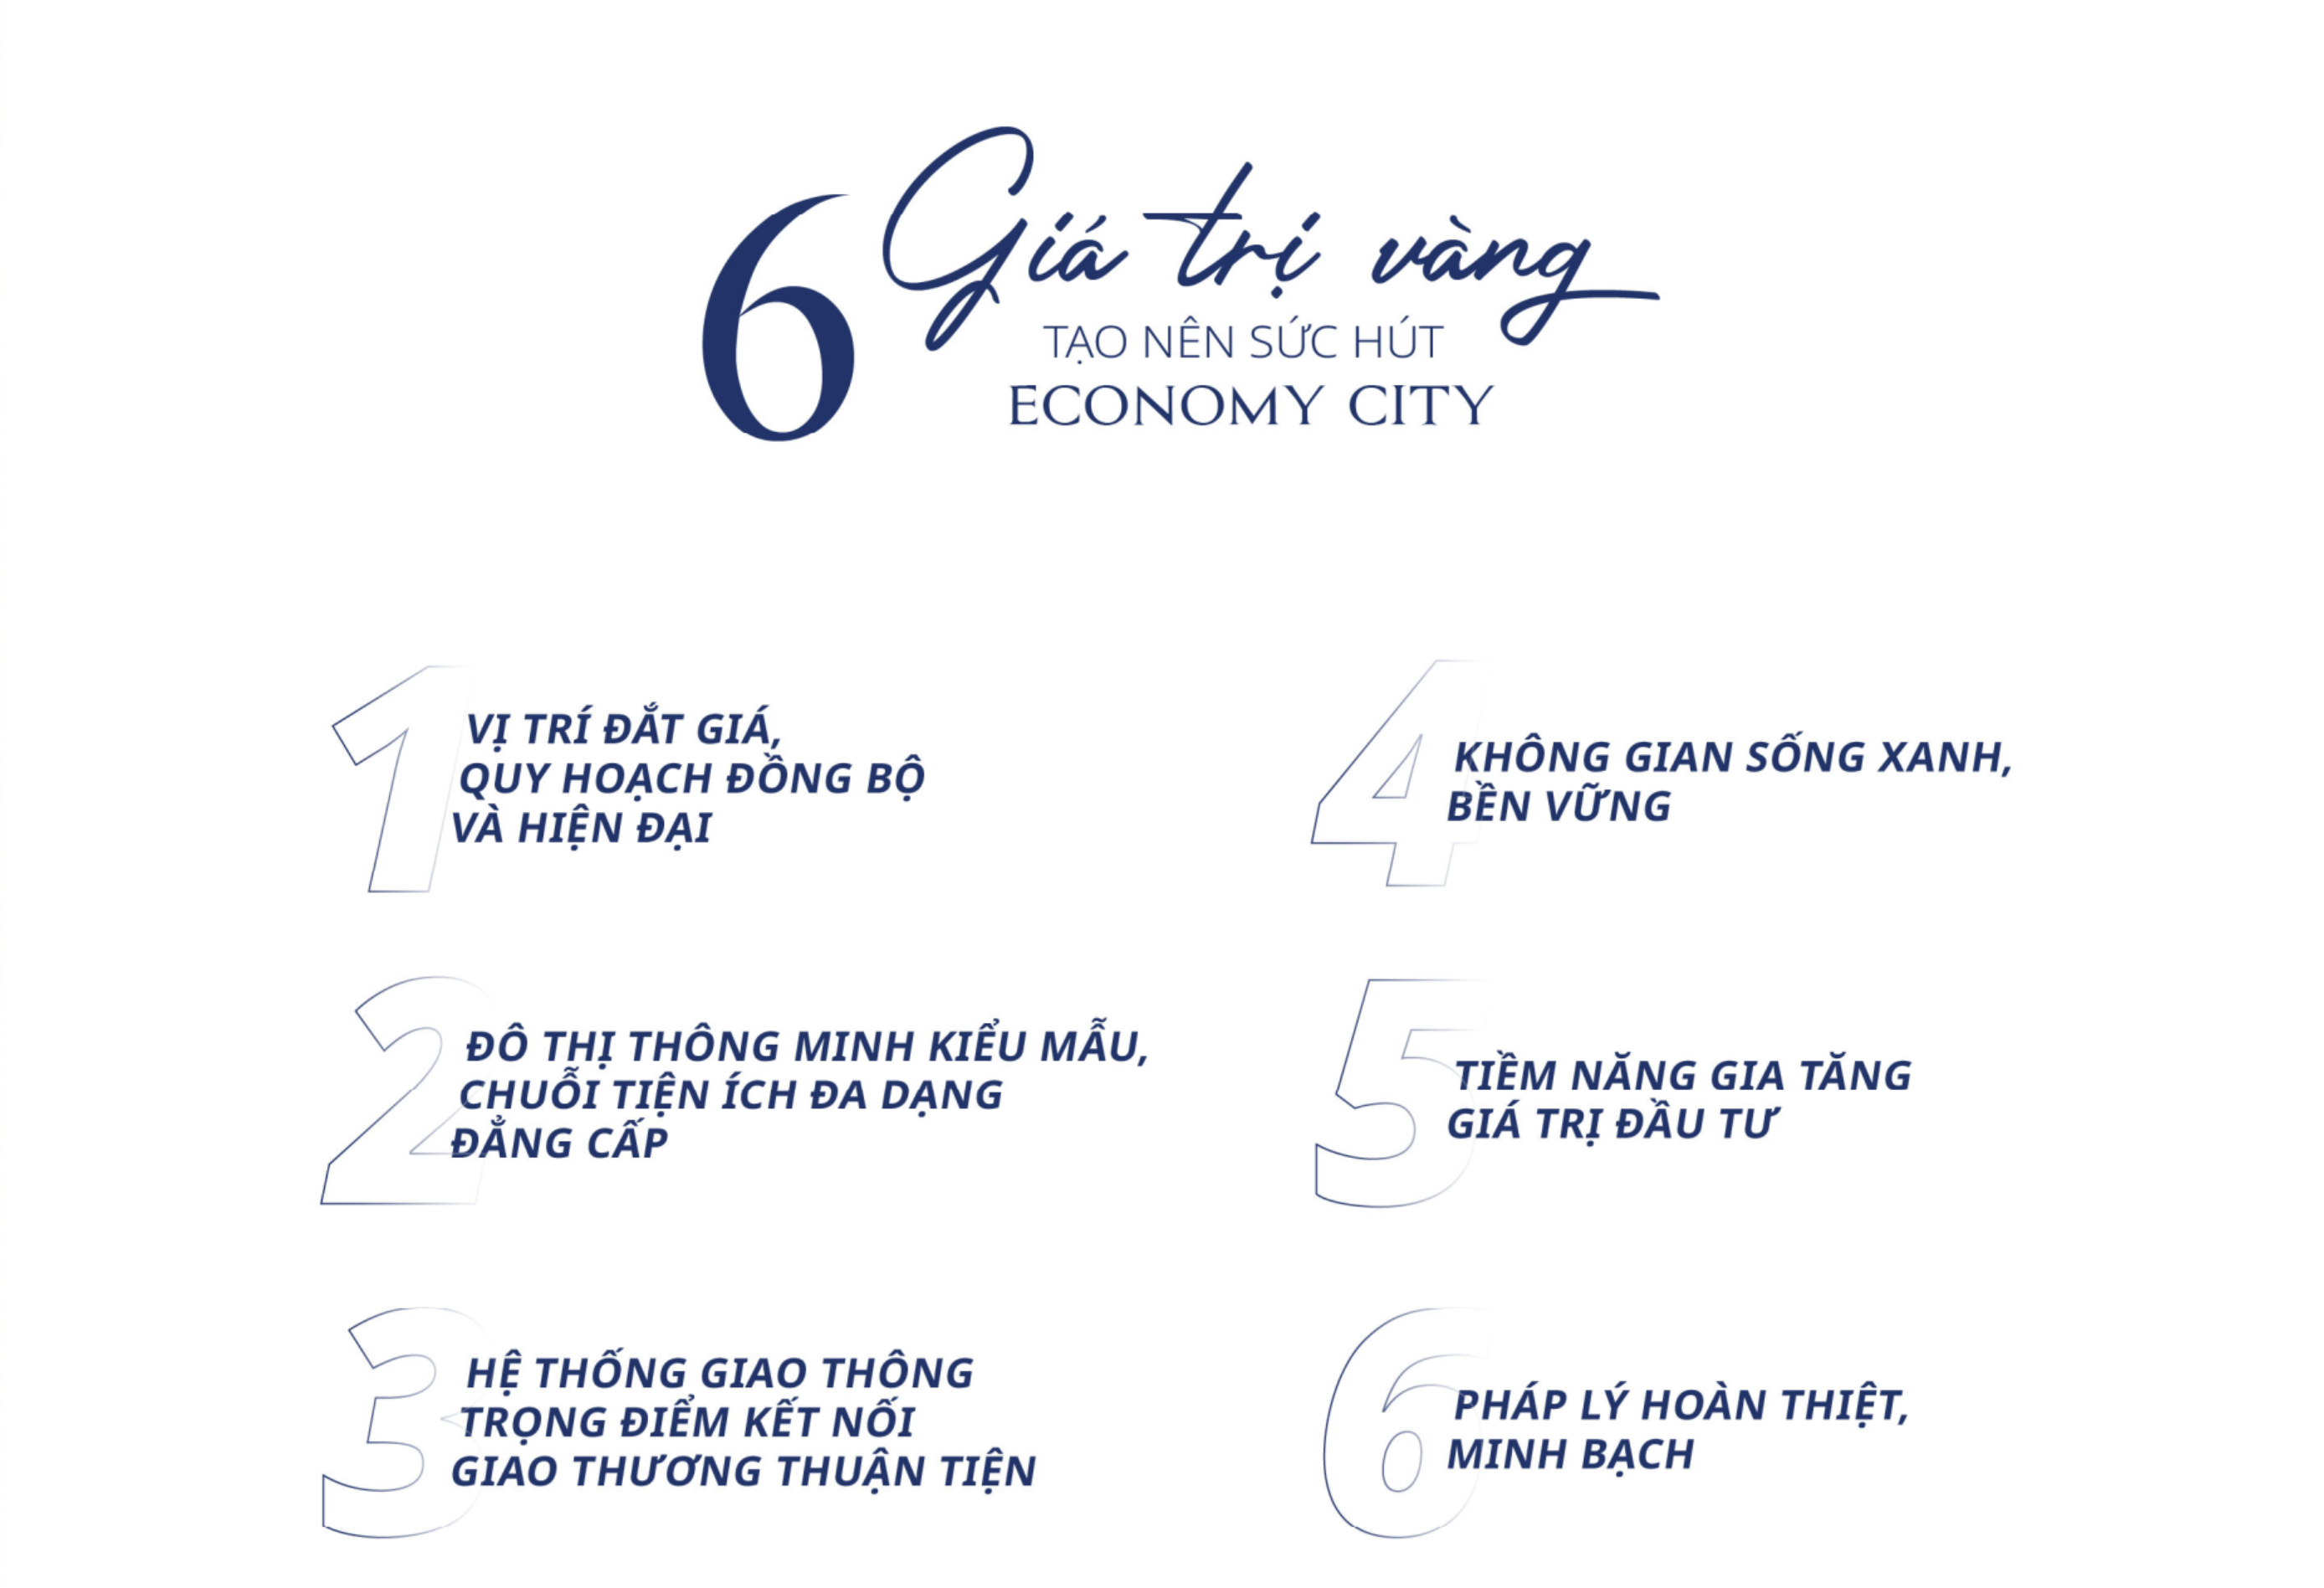 6 Giá trị vàng
TẠO NÊN SỨC HÚT
ECONOMY CITY
1
VỊ TRÍ ĐẮT GIÁ,
QUY HOẠCH ĐỒNG BỘ
VÀ HIỆN ĐẠI
2
ĐÔ THỊ THÔNG MINH KIỂU MẪU,
CHUỖI TIỆN ÍCH ĐA DẠNG
ĐẲNG CẤP
3
HỆ THỐNG GIAO THÔNG
TRỌNG ĐIỂM KẾT NỐI
GIAO THƯƠNG THUẬN TIỆN
4
KHÔNG GIAN SỐNG XANH,
BỀN VỮNG
5
TIỀM NĂNG GIA TĂNG
GIÁ TRỊ ĐẦU TƯ
6
PHÁP LÝ HOÀN THIỆT,
MINH BẠCH